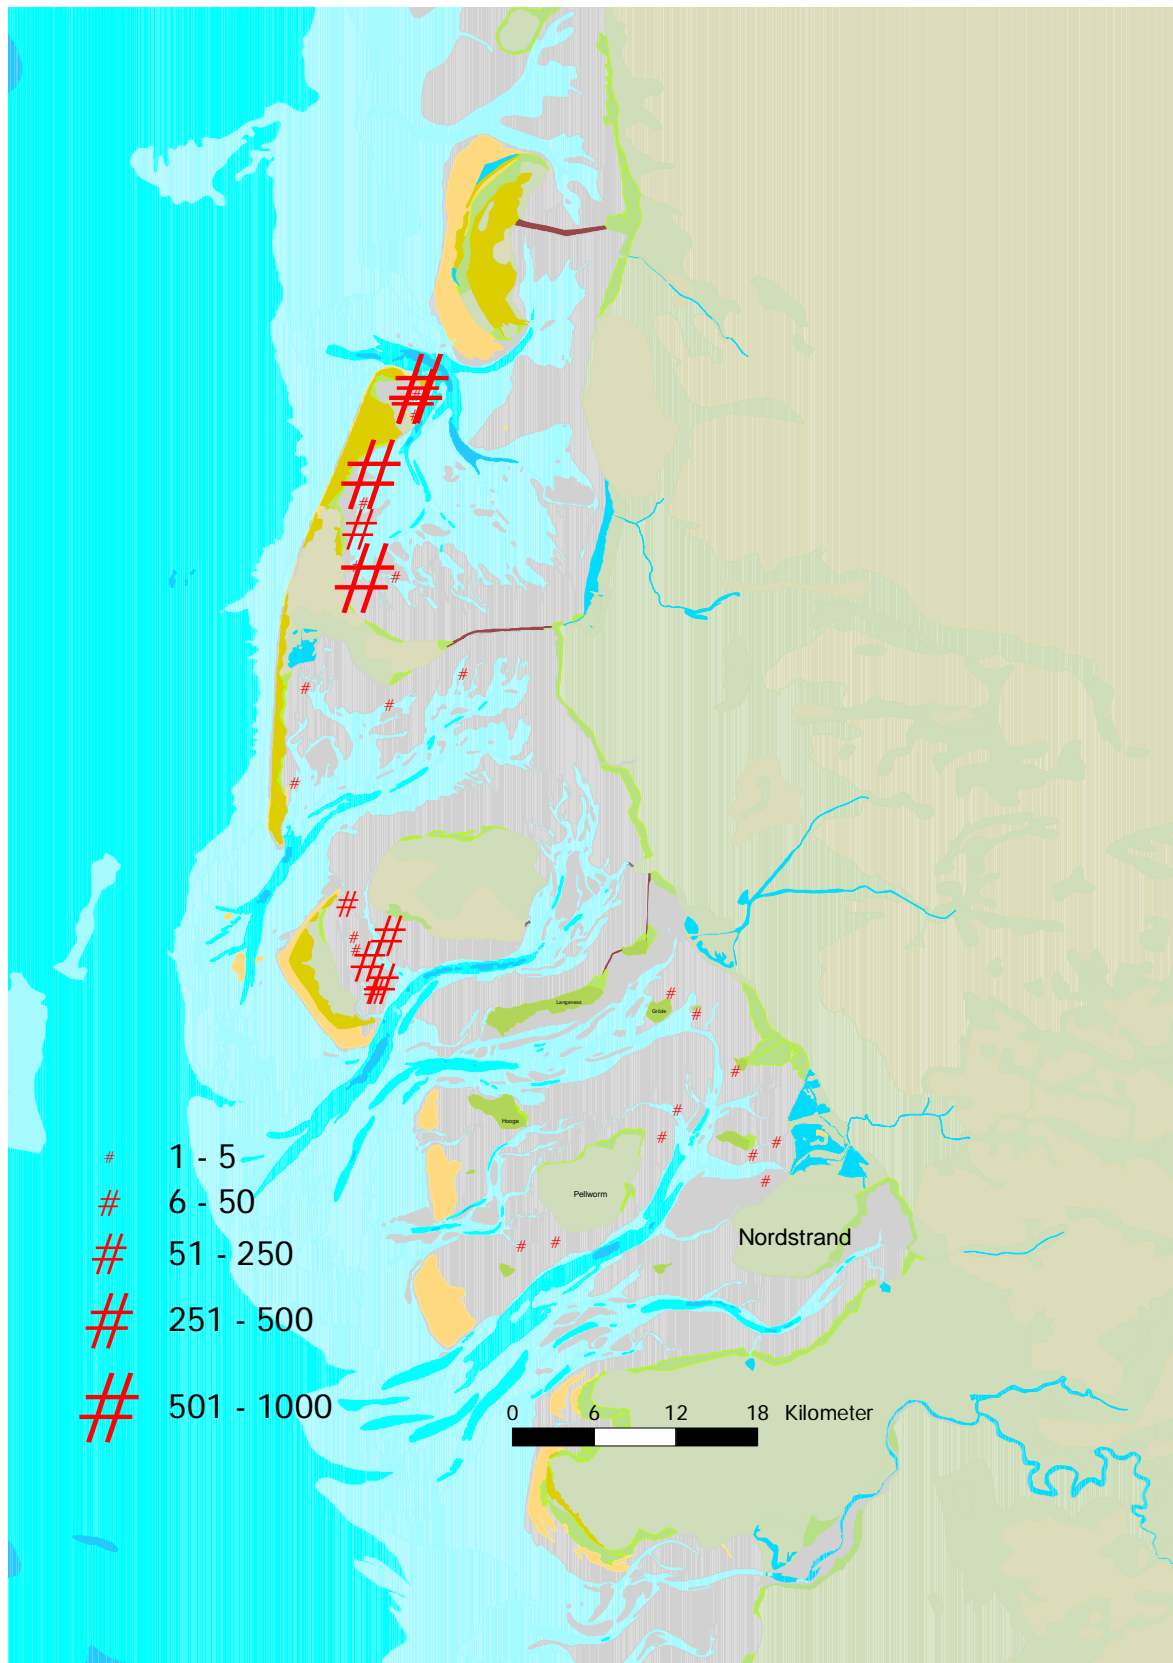 Langeness
Gröde
Hooge
Pellworm
Nordstrand
# 1 - 5
# 6 - 50
# 51 - 250
# 251 - 500
# 501 - 1000
0 6 12 18 Kilometer